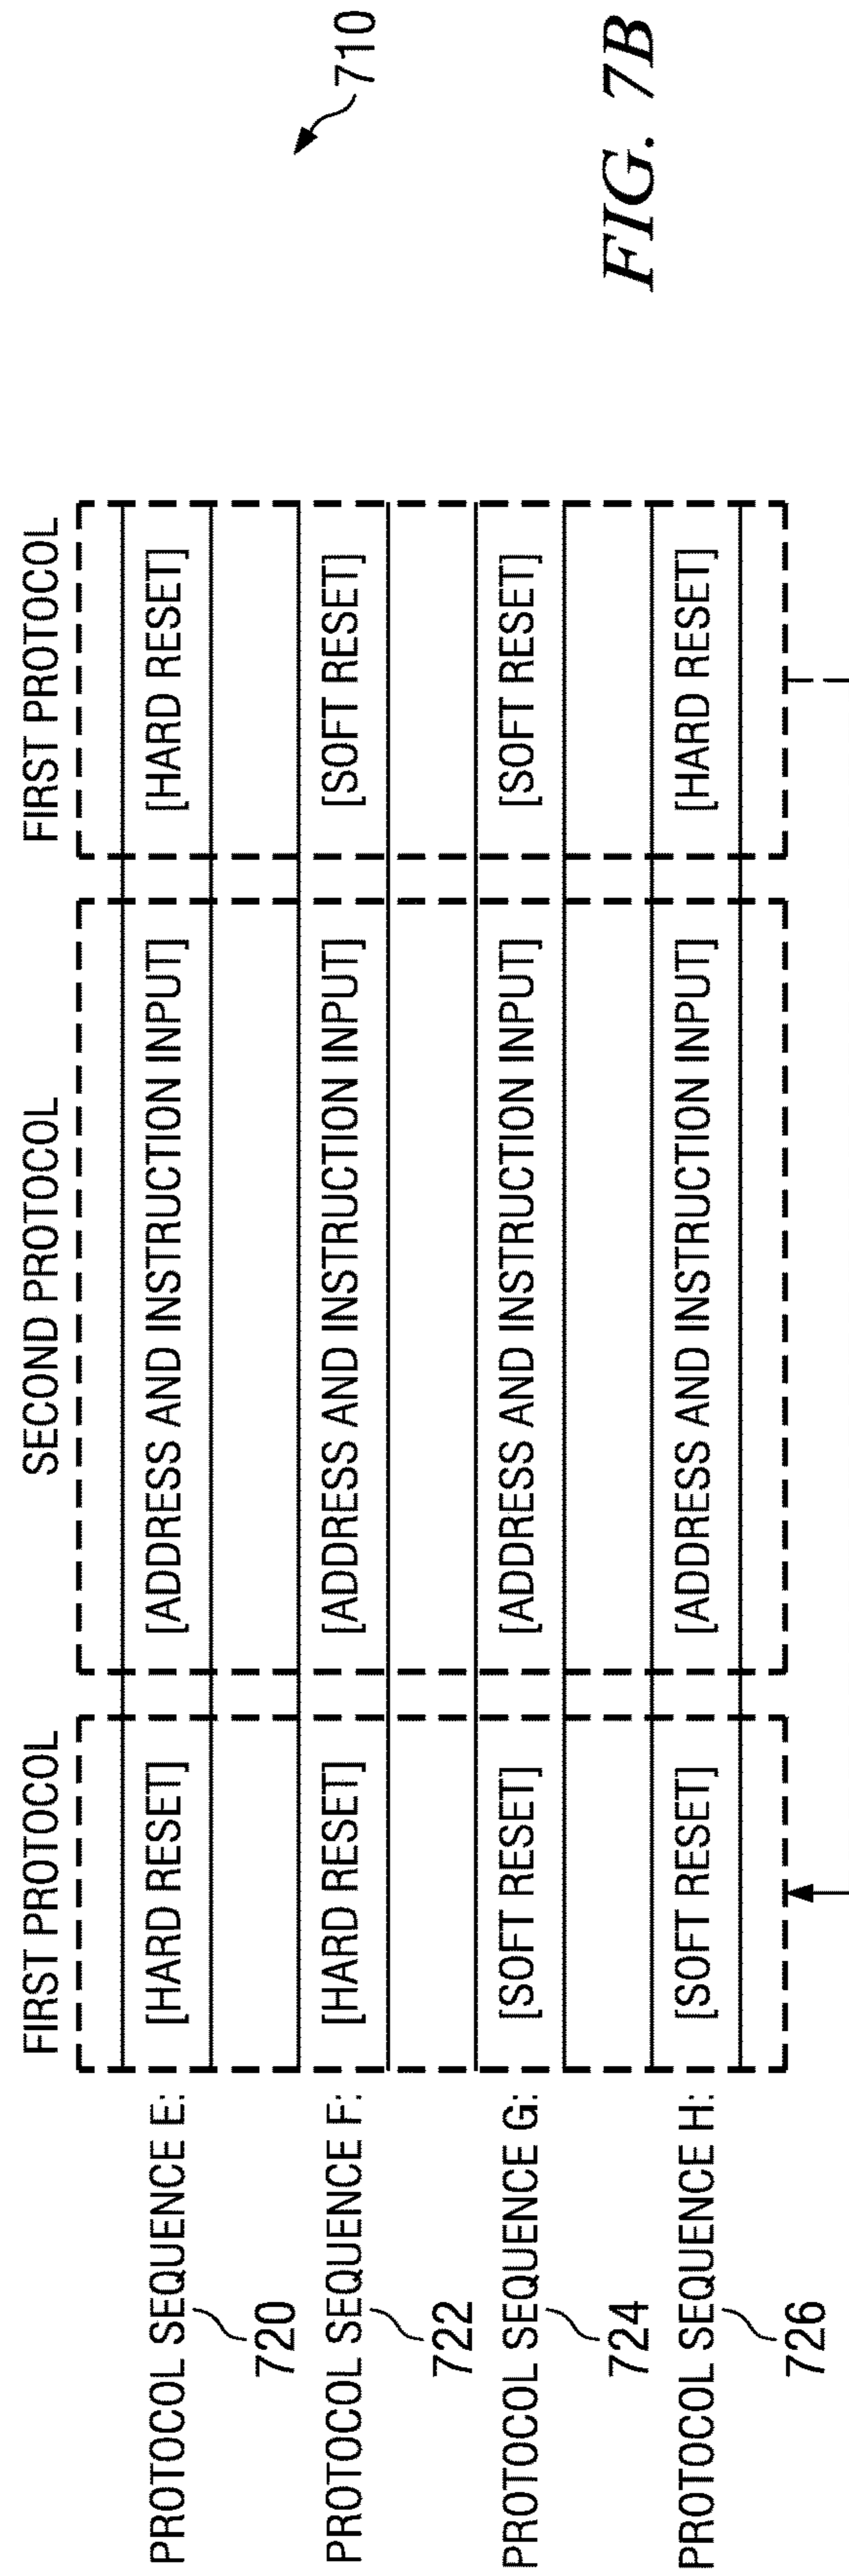 FIRST PROTOCOL SECOND PROTOCOL FIRST PROTOCOL
PROTOCOL SEQUENCE E: [HARD RESET] [ADDRESS AND INSTRUCTION INPUT] [HARD RESET]
720
PROTOCOL SEQUENCE F: [HARD RESET] [ADDRESS AND INSTRUCTION INPUT] [SOFT RESET]
722
710
PROTOCOL SEQUENCE G: [SOFT RESET] [ADDRESS AND INSTRUCTION INPUT] [SOFT RESET]
724
PROTOCOL SEQUENCE H: [SOFT RESET] [ADDRESS AND INSTRUCTION INPUT] [HARD RESET]
726
FIG. 7B